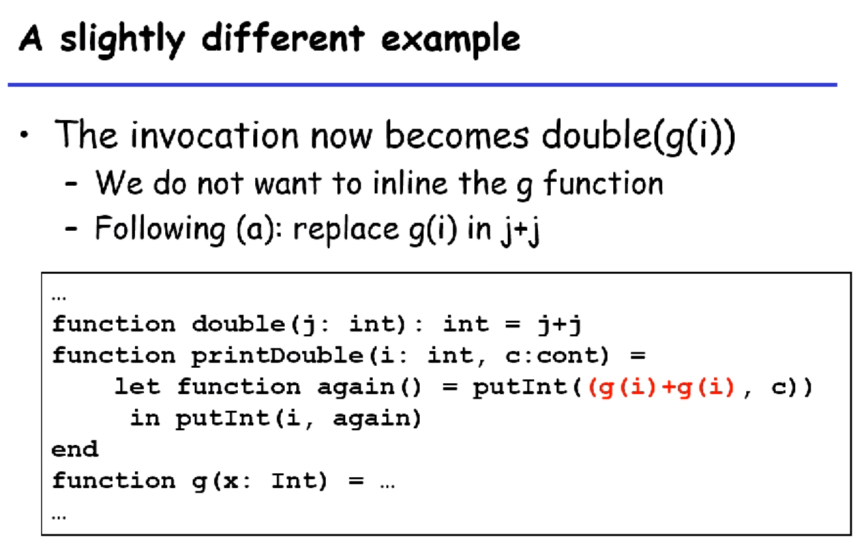 A slightly different example
• The invocation now becomes double(g(i))
- We do not want to inline the g function
- Following (a): replace g(i) in j+j
…
function double(j: int): int = j+j
function printDouble(i: int, c:cont) =
let function again() = putInt((g(i)+g(i), c))
in putInt(i, again)
end
function g(x: Int) = …
…